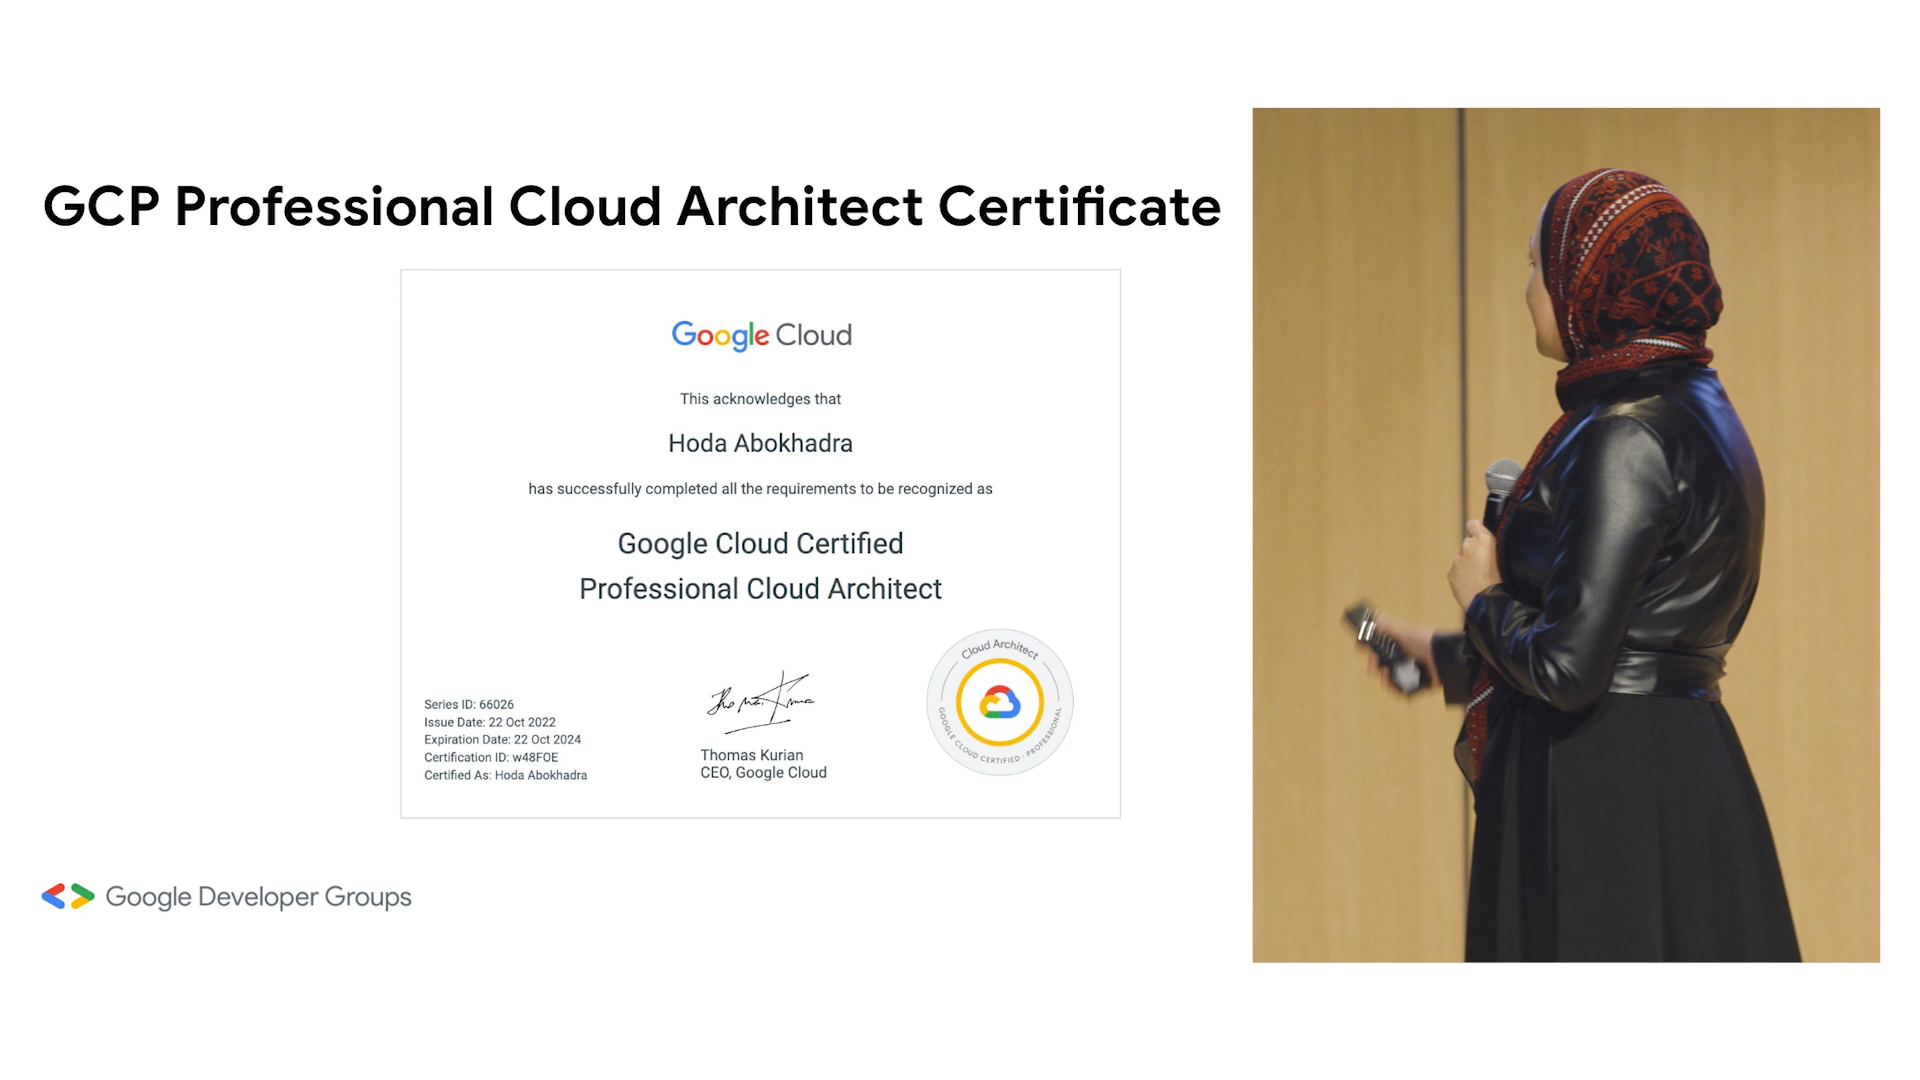 GCP Professional Cloud Architect Certificate
Google Cloud
This acknowledges that
Hoda Abokhadra
has successfully completed all the requirements to be recognized as
Google Cloud Certified
Professional Cloud Architect
Series ID: 66026
Issue Date: 22 Oct 2022
Expiration Date: 22 Oct 2024
Certification ID: w48FOE
Certified As: Hoda Abokhadra
Thomas Kurian
CEO, Google Cloud
Cloud Architect
GOOGLE CLOUD CERTIFIED · PROFESSIONAL
Google Developer Groups